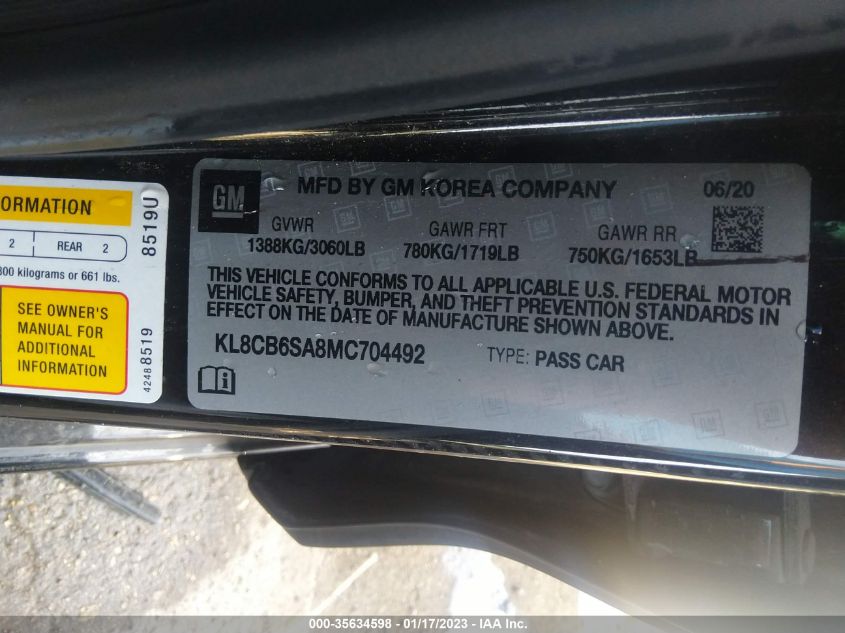 ORMATION
2 REAR 2
300 kilograms or 661 lbs.
SEE OWNER'S
MANUAL FOR
ADDITIONAL
INFORMATION
8519U
42488519
GM
MFD BY GM KOREA COMPANY 06/20
GVWR GAWR FRT GAWR RR
1388KG/3060LB 780KG/1719LB 750KG/1653LB
THIS VEHICLE CONFORMS TO ALL APPLICABLE U.S. FEDERAL MOTOR
VEHICLE SAFETY, BUMPER, AND THEFT PREVENTION STANDARDS IN
EFFECT ON THE DATE OF MANUFACTURE SHOWN ABOVE.
KL8CB6SA8MC704492 TYPE: PASS CAR
000-35634598 - 01/17/2023 - IAA Inc.